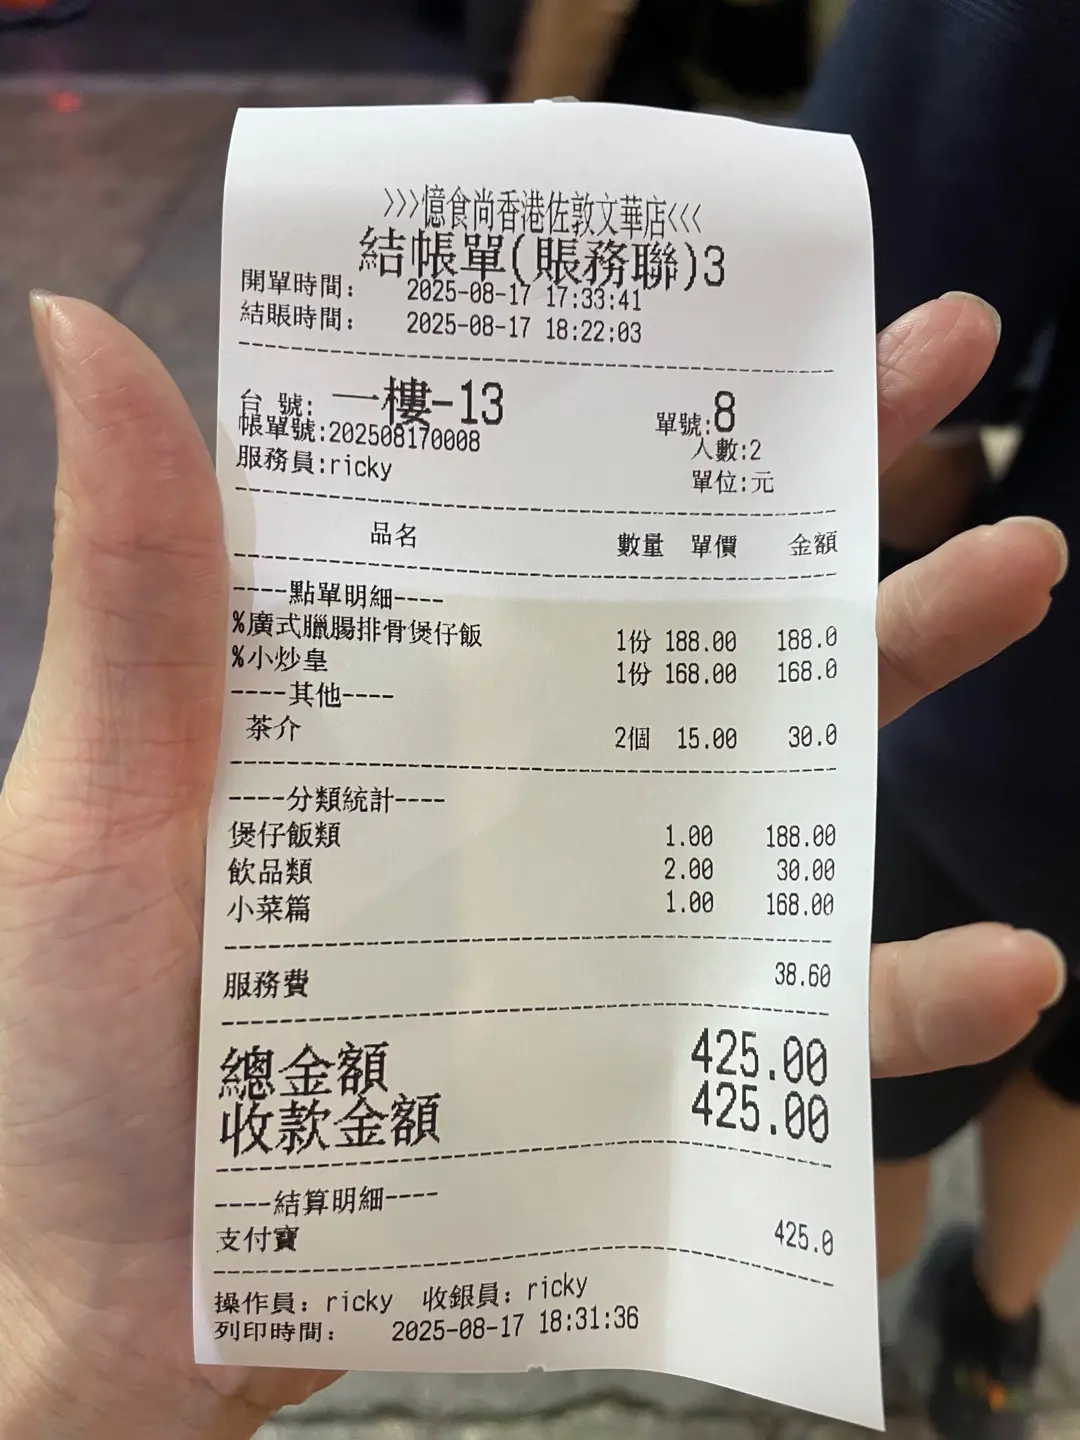 >>>憶食尚香港佐敦文華店<<<
結帳單(賬務聯)3
開單時間： 2025-08-17 17:33:41
結賬時間： 2025-08-17 18:22:03
台 號: 一樓-13 單號:8
帳單號:202508170008 人數:2
服務員:ricky 單位:元
品名 數量 單價 金額
----點單明細----
%廣式臘腸排骨煲仔飯 1份 188.00 188.0
%小炒皇 1份 168.00 168.0
----其他----
茶介 2個 15.00 30.0
----分類統計----
煲仔飯類 1.00 188.00
飲品類 2.00 30.00
小菜篇 1.00 168.00
服務費 38.60
總金額 425.00
收款金額 425.00
----結算明細----
支付寶 425.0
操作員：ricky 收銀員：ricky
列印時間： 2025-08-17 18:31:36